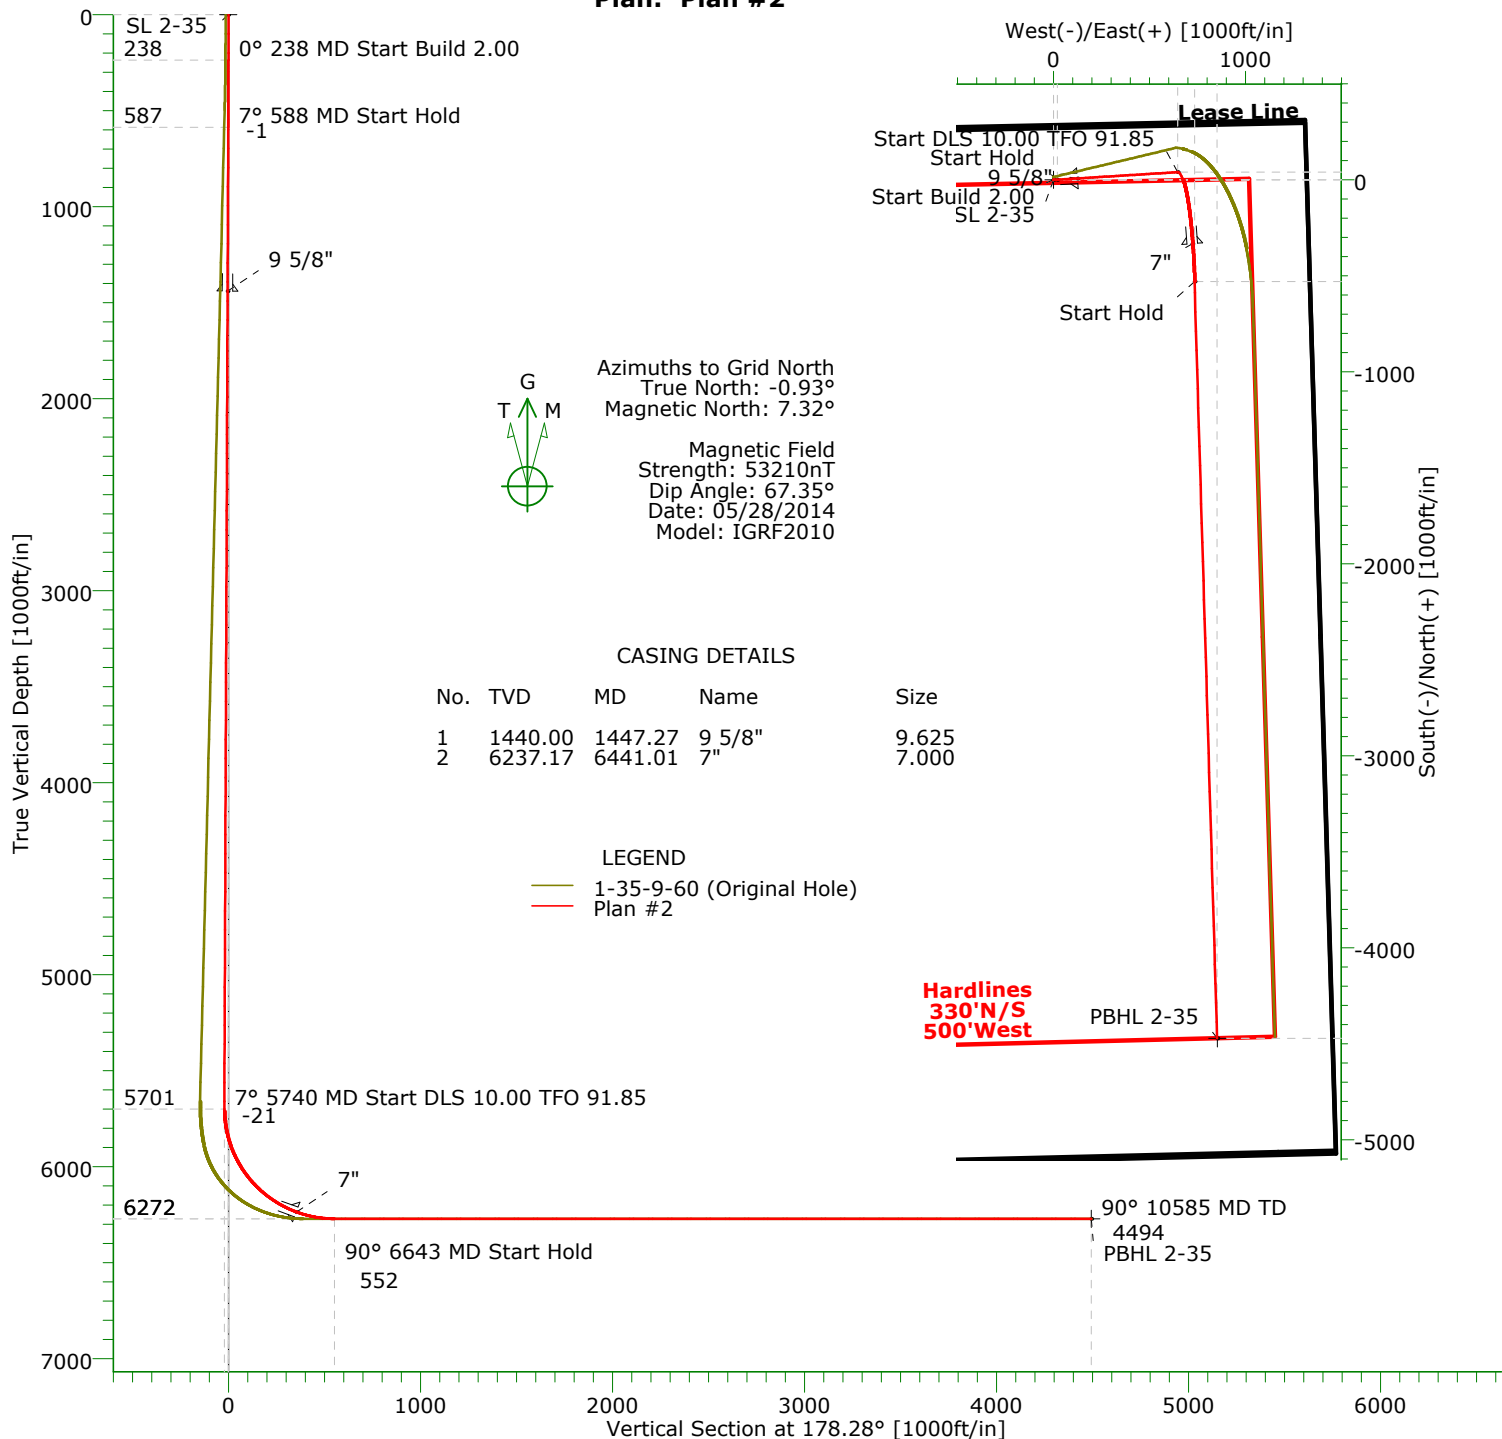 Plan: Plan #2
0
SL 2-35
238
0° 238 MD Start Build 2.00
587
7° 588 MD Start Hold
-1
1000
9 5/8"
2000
3000
4000
5000
5701
7° 5740 MD Start DLS 10.00 TFO 91.85
-21
6000
7"
6272
90° 6643 MD Start Hold
552
90° 10585 MD TD
4494
PBHL 2-35
7000
True Vertical Depth [1000ft/in]
0 1000 2000 3000 4000 5000 6000
Vertical Section at 178.28° [1000ft/in]
G
T M
Azimuths to Grid North
True North: -0.93°
Magnetic North: 7.32°
Magnetic Field
Strength: 53210nT
Dip Angle: 67.35°
Date: 05/28/2014
Model: IGRF2010
CASING DETAILS
No. TVD MD Name Size
1 1440.00 1447.27 9 5/8" 9.625
2 6237.17 6441.01 7" 7.000
LEGEND
1-35-9-60 (Original Hole)
Plan #2
West(-)/East(+) [1000ft/in]
0 1000
Lease Line
Start DLS 10.00 TFO 91.85
Start Hold
9 5/8"
Start Build 2.00
SL 2-35
7"
Start Hold
Hardlines
330'N/S
500'West
PBHL 2-35
0
-1000
-2000
-3000
-4000
-5000
South(-)/North(+) [1000ft/in]